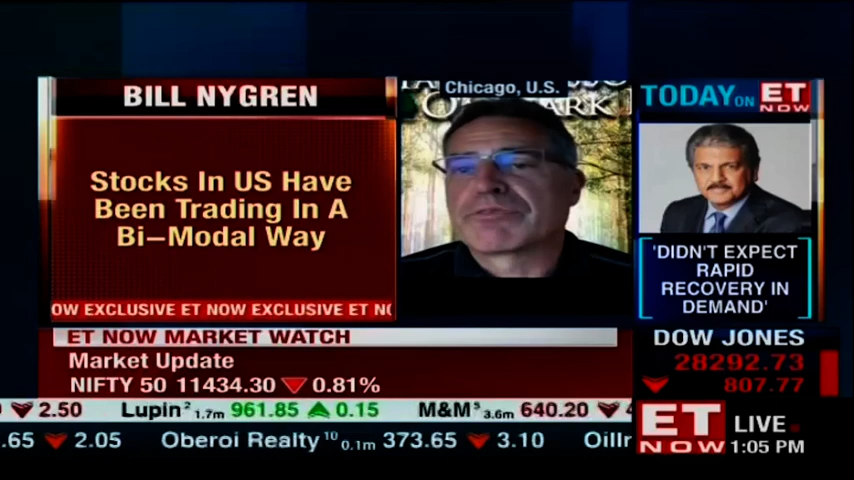 BILL NYGREN
Stocks In US Have
Been Trading In A
Bi-Modal Way
OW EXCLUSIVE ET NOW EXCLUSIVE ET
Chicago, U.S.
TODAY ON ET NOW
'DIDN'T EXPECT
RAPID
RECOVERY IN
DEMAND'
ET NOW MARKET WATCH
Market Update
NIFTY 50 11434.30 0.81%
DOW JONES
28292.73
807.77
2.50 Lupin² 1.7m 961.85 0.15 M&M⁵ 3.6m 640.20
.65 2.05 Oberoi Realty¹⁰ 0.1m 373.65 3.10
ET NOW
LIVE
1:05 PM